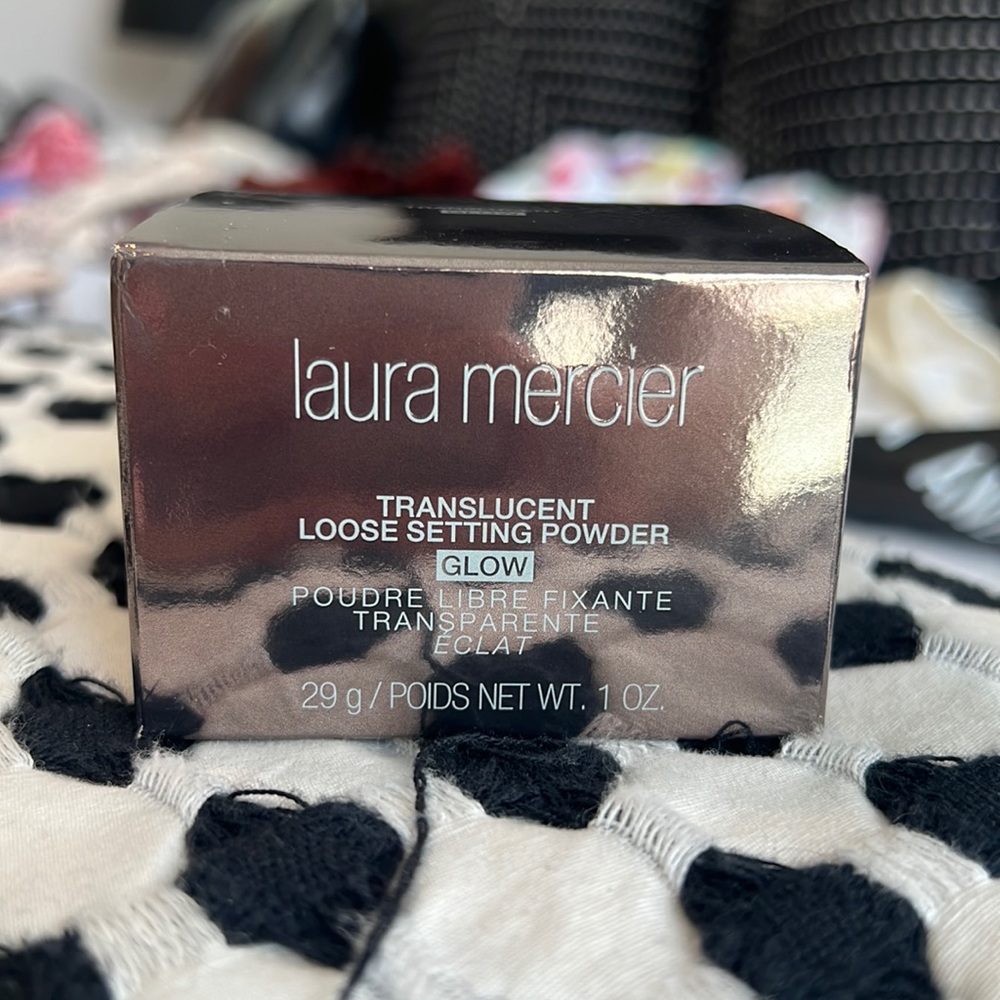 laura mercier
TRANSLUCENT
LOOSE SETTING POWDER
GLOW
POUDRE LIBRE FIXANTE
TRANSPARENTE
ÉCLAT
29 g / POIDS NET WT. 1 OZ.